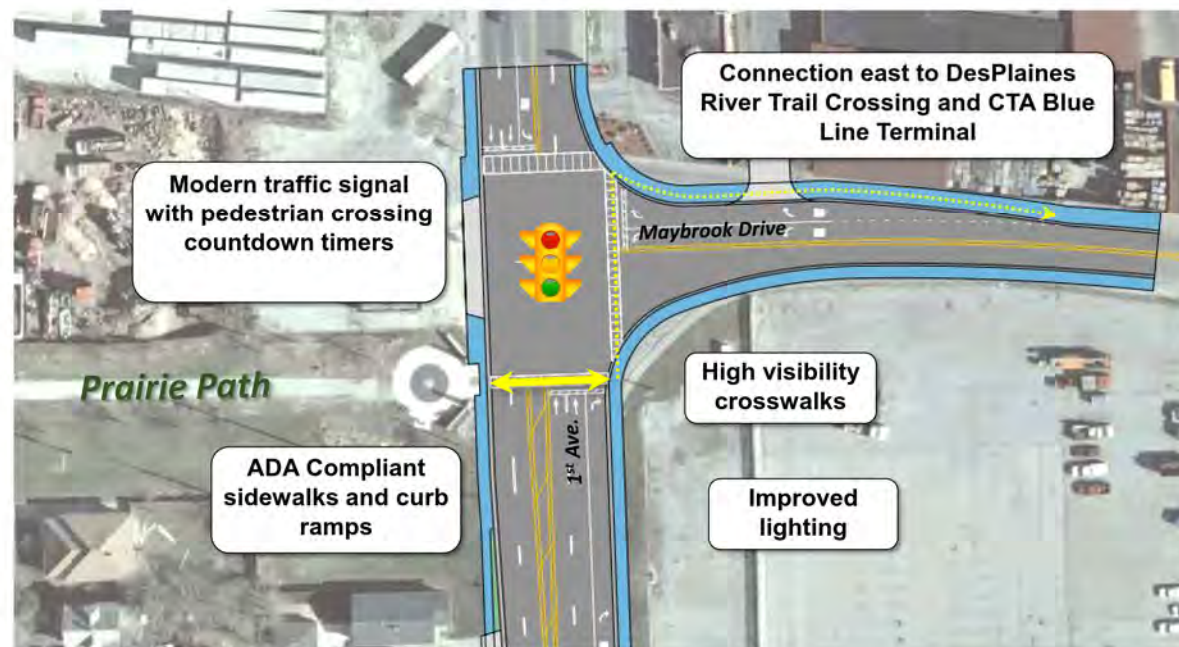 Connection east to DesPlaines
River Trail Crossing and CTA Blue
Line Terminal
Modern traffic signal
with pedestrian crossing
countdown timers
Maybrook Drive
Prairie Path
High visibility
crosswalks
1st Ave.
ADA Compliant
sidewalks and curb
ramps
Improved
lighting